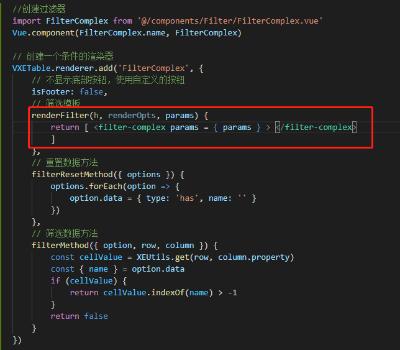 //创建过滤器
import FilterComplex from '@/components/Filter/FilterComplex.vue'
Vue.component(FilterComplex.name, FilterComplex)
// 创建一个条件的渲染器
VXETable.renderer.add('FilterComplex', {
// 不显示底部按钮，使用自定义的按钮
isFooter: false,
// 筛选模板
renderFilter(h, renderOpts, params) {
return [ <filter-complex params = { params } > </filter-complex>
]
},
// 重置数据方法
filterResetMethod({ options }) {
options.forEach(option => {
option.data = { type: 'has', name: '' }
})
},
// 筛选数据方法
filterMethod({ option, row, column }) {
const cellValue = XEUtils.get(row, column.property)
const { name } = option.data
if (cellValue) {
return cellValue.indexOf(name) > -1
}
return false
}
})